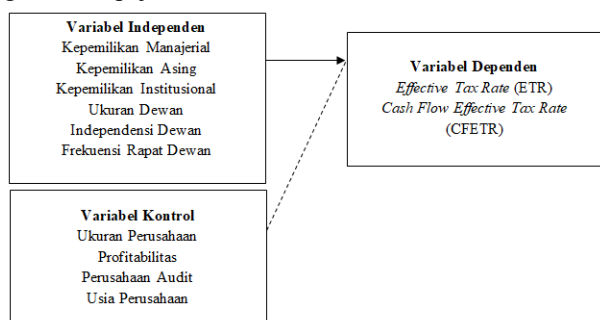 Variabel Independen
Kepemilikan Manajerial
Kepemilikan Asing
Kepemilikan Institusional
Ukuran Dewan
Independensi Dewan
Frekuensi Rapat Dewan
Variabel Dependen
Effective Tax Rate (ETR)
Cash Flow Effective Tax Rate
(CFETR)
Variabel Kontrol
Ukuran Perusahaan
Profitabilitas
Perusahaan Audit
Usia Perusahaan